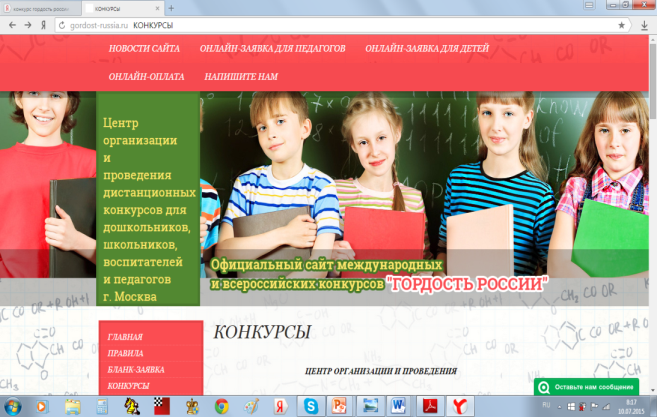 конкурс гордость россии
КОНКУРСЫ
gordost-russia.ru КОНКУРСЫ
НОВОСТИ САЙТА ОНЛАЙН-ЗАЯВКА ДЛЯ ПЕДАГОГОВ ОНЛАЙН-ЗАЯВКА ДЛЯ ДЕТЕЙ
ОНЛАЙН-ОПЛАТА НАПИШИТЕ НАМ
Центр
организации
и
проведения
дистанционных
конкурсов для
дошкольников,
школьников,
воспитателей
и педагогов
г. Москва
Официальный сайт международных
и всероссийских конкурсов "ГОРДОСТЬ РОССИИ"
ГЛАВНАЯ
ПРАВИЛА
БЛАНК-ЗАЯВКА
КОНКУРСЫ
КОНКУРСЫ
ЦЕНТР ОРГАНИЗАЦИИ И ПРОВЕДЕНИЯ
Оставьте нам сообщение
RU
8:17
10.07.2015